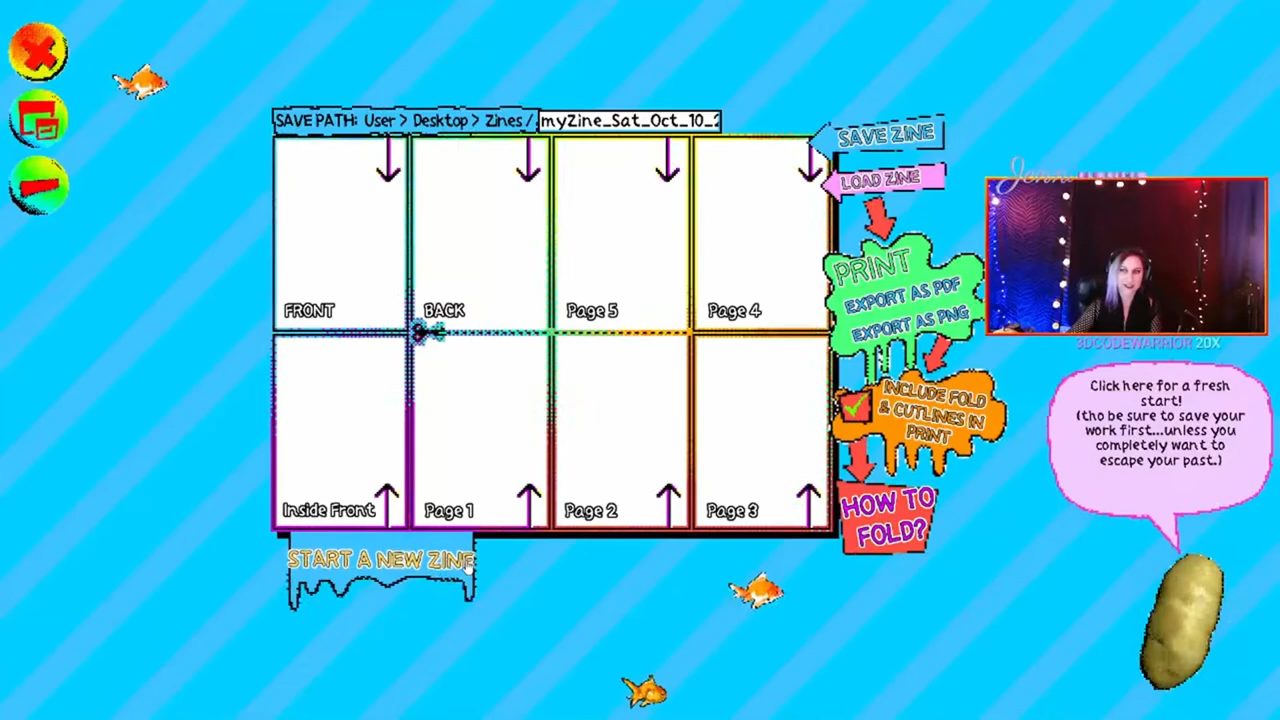 SAVE PATH: User > Desktop > Zines /
myZine_Sat_Oct_10_
SAVE ZINE
LOAD ZINE
PRINT
EXPORT AS PDF
EXPORT AS PNG
FRONT
BACK
Page 5
Page 4
INCLUDE FOLD
& CUTLINES IN
PRINT
Inside Front
Page 1
Page 2
Page 3
HOW TO
FOLD?
START A NEW ZINE
3DCODEWARRIOR 20X
Click here for a fresh
start!
(tho be sure to save your
work first...unless you
completely want to
escape your past.)